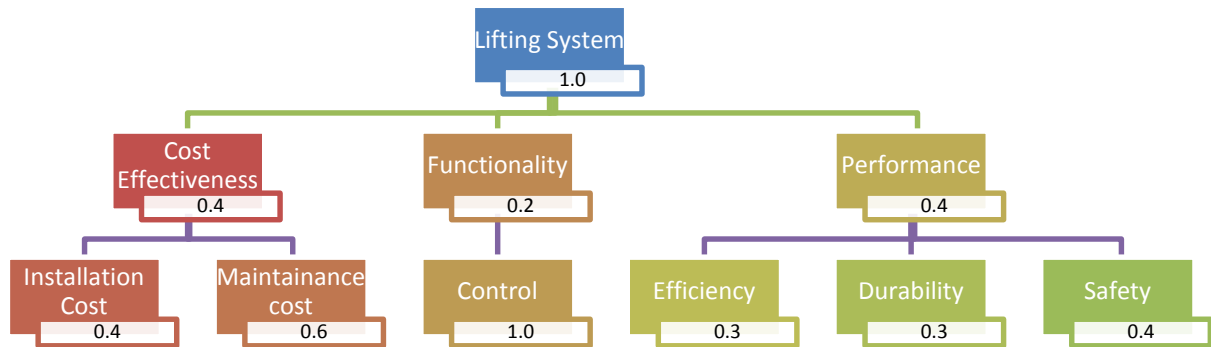 Lifting System
1.0
Cost
Effectiveness
0.4
Functionality
0.2
Performance
0.4
Installation
Cost
0.4
Maintainance
cost
0.6
Control
1.0
Efficiency
0.3
Durability
0.3
Safety
0.4